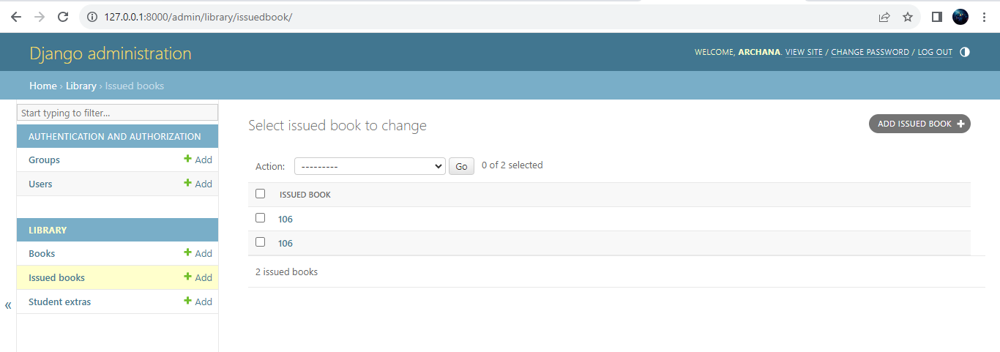 127.0.0.1:8000/admin/library/issuedbook/
Django administration
WELCOME, ARCHANA. VIEW SITE / CHANGE PASSWORD / LOG OUT
Home › Library › Issued books
Start typing to filter...
AUTHENTICATION AND AUTHORIZATION
Groups + Add
Users + Add
LIBRARY
Books + Add
Issued books + Add
Student extras + Add
«
Select issued book to change
ADD ISSUED BOOK +
Action: --------- Go 0 of 2 selected
ISSUED BOOK
106
106
2 issued books